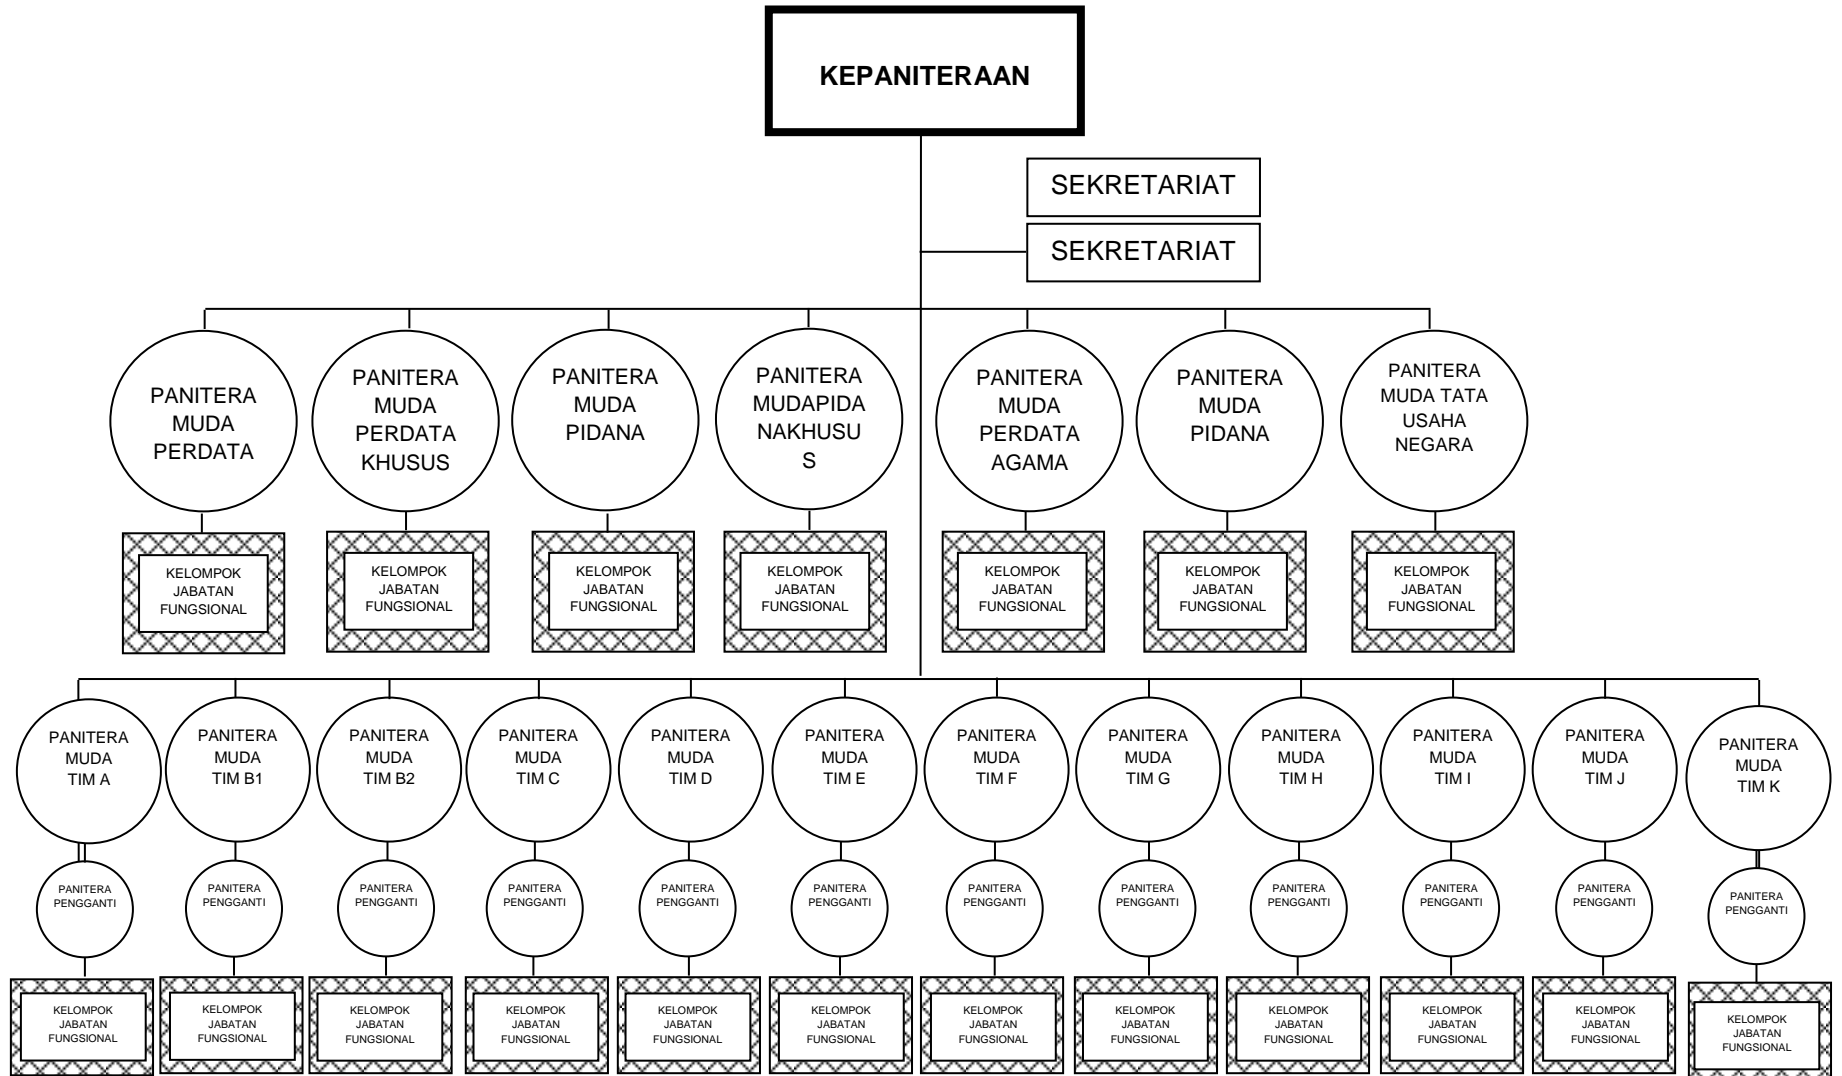 KEPANITERAAN
SEKRETARIAT
SEKRETARIAT
PANITERA
MUDA
PERDATA
PANITERA
MUDA
PERDATA
KHUSUS
PANITERA
MUDA
PIDANA
PANITERA
MUDAPIDA
NAKHUSU
S
PANITERA
MUDA
PERDATA
AGAMA
PANITERA
MUDA
PIDANA
PANITERA
MUDA TATA
USAHA
NEGARA
KELOMPOK
JABATAN
FUNGSIONAL
KELOMPOK
JABATAN
FUNGSIONAL
KELOMPOK
JABATAN
FUNGSIONAL
KELOMPOK
JABATAN
FUNGSIONAL
KELOMPOK
JABATAN
FUNGSIONAL
KELOMPOK
JABATAN
FUNGSIONAL
KELOMPOK
JABATAN
FUNGSIONAL
PANITERA
MUDA
TIM A
PANITERA
MUDA
TIM B1
PANITERA
MUDA
TIM B2
PANITERA
MUDA
TIM C
PANITERA
MUDA
TIM D
PANITERA
MUDA
TIM E
PANITERA
MUDA
TIM F
PANITERA
MUDA
TIM G
PANITERA
MUDA
TIM H
PANITERA
MUDA
TIM I
PANITERA
MUDA
TIM J
PANITERA
MUDA
TIM K
PANITERA
PENGGANTI
PANITERA
PENGGANTI
PANITERA
PENGGANTI
PANITERA
PENGGANTI
PANITERA
PENGGANTI
PANITERA
PENGGANTI
PANITERA
PENGGANTI
PANITERA
PENGGANTI
PANITERA
PENGGANTI
PANITERA
PENGGANTI
PANITERA
PENGGANTI
PANITERA
PENGGANTI
KELOMPOK
JABATAN
FUNGSIONAL
KELOMPOK
JABATAN
FUNGSIONAL
KELOMPOK
JABATAN
FUNGSIONAL
KELOMPOK
JABATAN
FUNGSIONAL
KELOMPOK
JABATAN
FUNGSIONAL
KELOMPOK
JABATAN
FUNGSIONAL
KELOMPOK
JABATAN
FUNGSIONAL
KELOMPOK
JABATAN
FUNGSIONAL
KELOMPOK
JABATAN
FUNGSIONAL
KELOMPOK
JABATAN
FUNGSIONAL
KELOMPOK
JABATAN
FUNGSIONAL
KELOMPOK
JABATAN
FUNGSIONAL